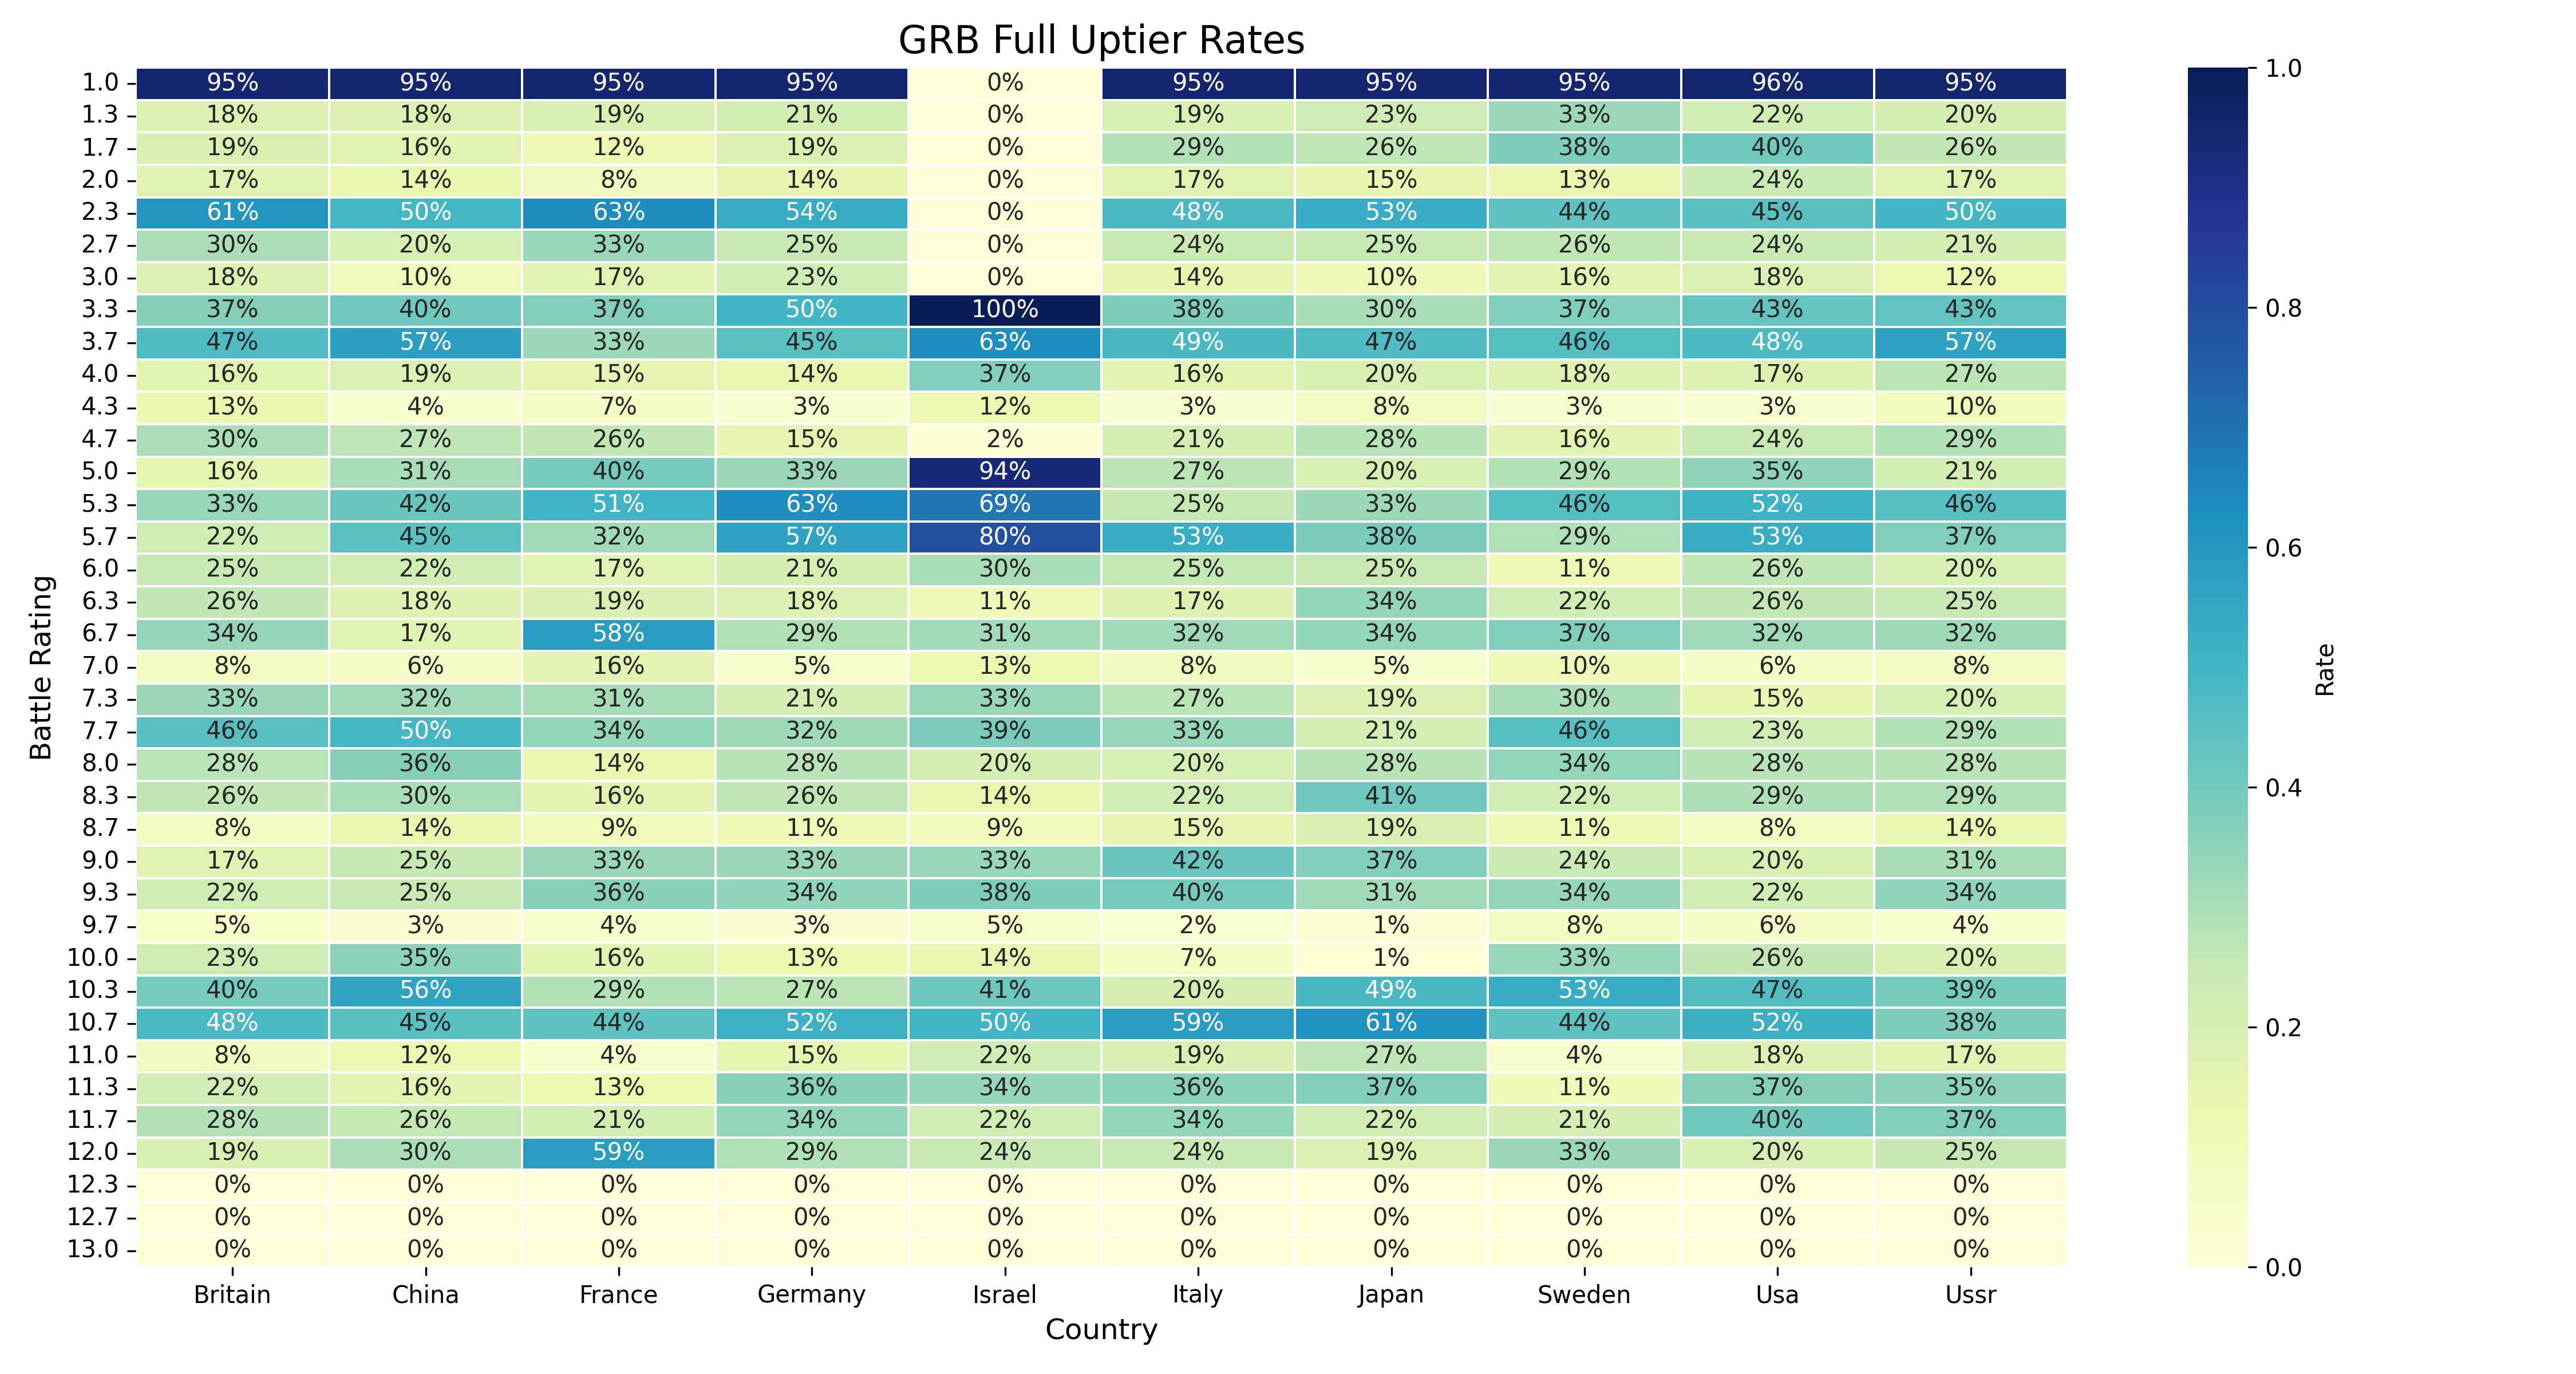 GRB Full Uptier Rates
1.0 95% 95% 95% 95% 0% 95% 95% 95% 96% 95%
1.3 18% 18% 19% 21% 0% 19% 23% 33% 22% 20%
1.7 19% 16% 12% 19% 0% 29% 26% 38% 40% 26%
2.0 17% 14% 8% 14% 0% 17% 15% 13% 24% 17%
2.3 61% 50% 63% 54% 0% 48% 53% 44% 45% 50%
2.7 30% 20% 33% 25% 0% 24% 25% 26% 24% 21%
3.0 18% 10% 17% 23% 0% 14% 10% 16% 18% 12%
3.3 37% 40% 37% 50% 100% 38% 30% 37% 43% 43%
3.7 47% 57% 33% 45% 63% 49% 47% 46% 48% 57%
4.0 16% 19% 15% 14% 37% 16% 20% 18% 17% 27%
4.3 13% 4% 7% 3% 12% 3% 8% 3% 3% 10%
4.7 30% 27% 26% 15% 2% 21% 28% 16% 24% 29%
5.0 16% 31% 40% 33% 94% 27% 20% 29% 35% 21%
5.3 33% 42% 51% 63% 69% 25% 33% 46% 52% 46%
5.7 22% 45% 32% 57% 80% 53% 38% 29% 53% 37%
6.0 25% 22% 17% 21% 30% 25% 25% 11% 26% 20%
6.3 26% 18% 19% 18% 11% 17% 34% 22% 26% 25%
6.7 34% 17% 58% 29% 31% 32% 34% 37% 32% 32%
7.0 8% 6% 16% 5% 13% 8% 5% 10% 6% 8%
7.3 33% 32% 31% 21% 33% 27% 19% 30% 15% 20%
7.7 46% 50% 34% 32% 39% 33% 21% 46% 23% 29%
8.0 28% 36% 14% 28% 20% 20% 28% 34% 28% 28%
8.3 26% 30% 16% 26% 14% 22% 41% 22% 29% 29%
8.7 8% 14% 9% 11% 9% 15% 19% 11% 8% 14%
9.0 17% 25% 33% 33% 33% 42% 37% 24% 20% 31%
9.3 22% 25% 36% 34% 38% 40% 31% 34% 22% 34%
9.7 5% 3% 4% 3% 5% 2% 1% 8% 6% 4%
10.0 23% 35% 16% 13% 14% 7% 1% 33% 26% 20%
10.3 40% 56% 29% 27% 41% 20% 49% 53% 47% 39%
10.7 48% 45% 44% 52% 50% 59% 61% 44% 52% 38%
11.0 8% 12% 4% 15% 22% 19% 27% 4% 18% 17%
11.3 22% 16% 13% 36% 34% 36% 37% 11% 37% 35%
11.7 28% 26% 21% 34% 22% 34% 22% 21% 40% 37%
12.0 19% 30% 59% 29% 24% 24% 19% 33% 20% 25%
12.3 0% 0% 0% 0% 0% 0% 0% 0% 0% 0%
12.7 0% 0% 0% 0% 0% 0% 0% 0% 0% 0%
13.0 0% 0% 0% 0% 0% 0% 0% 0% 0% 0%
Britain China France Germany Israel Italy Japan Sweden Usa Ussr
Country
Battle Rating
1.0
0.8
0.6
0.4
0.2
0.0
Rate